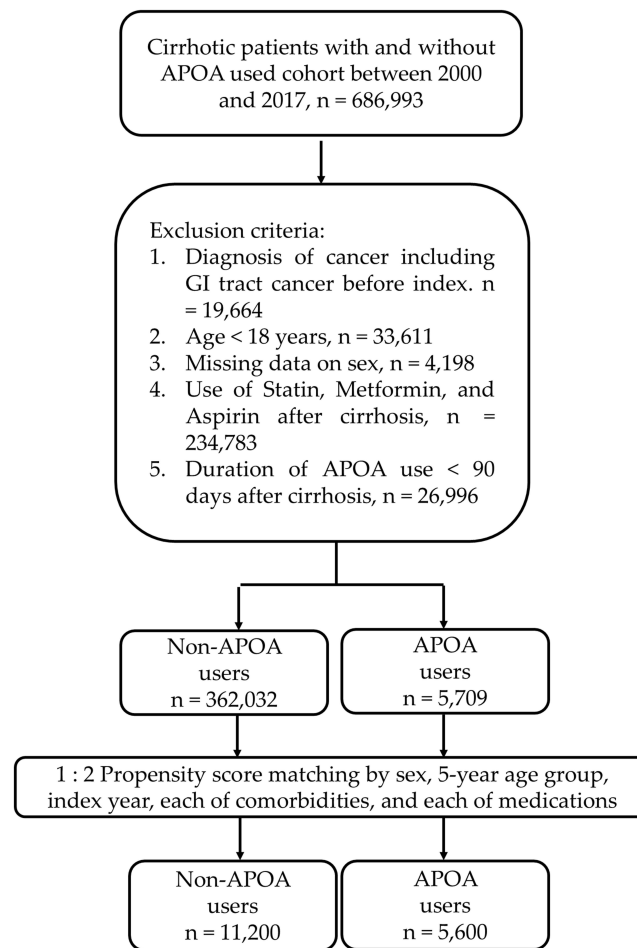 Cirrhotic patients with and without
APOA used cohort between 2000
and 2017, n = 686,993
Exclusion criteria:
1. Diagnosis of cancer including
GI tract cancer before index. n
= 19,664
2. Age < 18 years, n = 33,611
3. Missing data on sex, n = 4,198
4. Use of Statin, Metformin, and
Aspirin after cirrhosis, n =
234,783
5. Duration of APOA use < 90
days after cirrhosis, n = 26,996
Non-APOA
users
n = 362,032
APOA
users
n = 5,709
1 : 2 Propensity score matching by sex, 5-year age group,
index year, each of comorbidities, and each of medications
Non-APOA
users
n = 11,200
APOA
users
n = 5,600